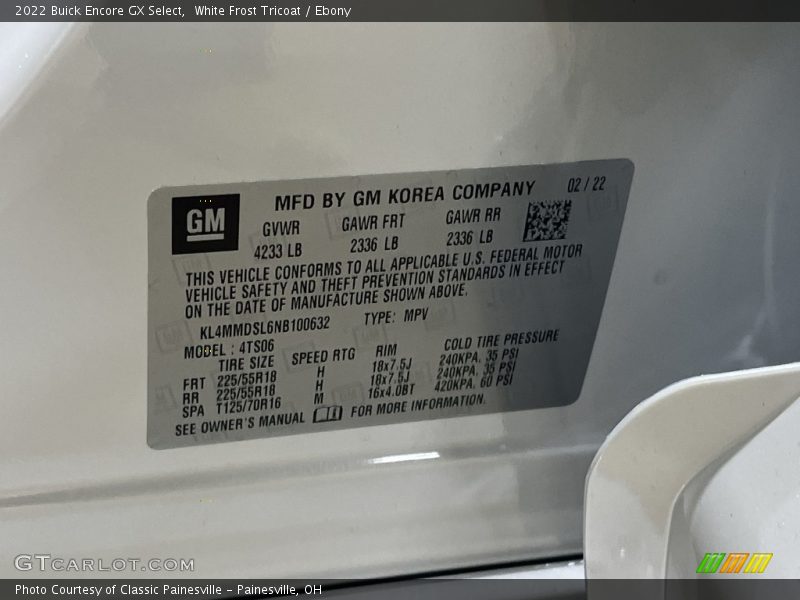 2022 Buick Encore GX Select, White Frost Tricoat / Ebony
GM
MFD BY GM KOREA COMPANY 02 / 22
GVWR GAWR FRT GAWR RR
4233 LB 2336 LB 2336 LB
THIS VEHICLE CONFORMS TO ALL APPLICABLE U.S. FEDERAL MOTOR
VEHICLE SAFETY AND THEFT PREVENTION STANDARDS IN EFFECT
ON THE DATE OF MANUFACTURE SHOWN ABOVE.
KL4MMDSL6NB100632 TYPE: MPV
MODEL : 4TS06
TIRE SIZE SPEED RTG RIM COLD TIRE PRESSURE
FRT 225/55R18 H 18x7.5J 240KPA, 35 PSI
RR 225/55R18 H 18x7.5J 240KPA, 35 PSI
SPA T125/70R16 M 16x4.0BT 420KPA, 60 PSI
SEE OWNER'S MANUAL FOR MORE INFORMATION.
GTCARLOT.COM
Photo Courtesy of Classic Painesville - Painesville, OH